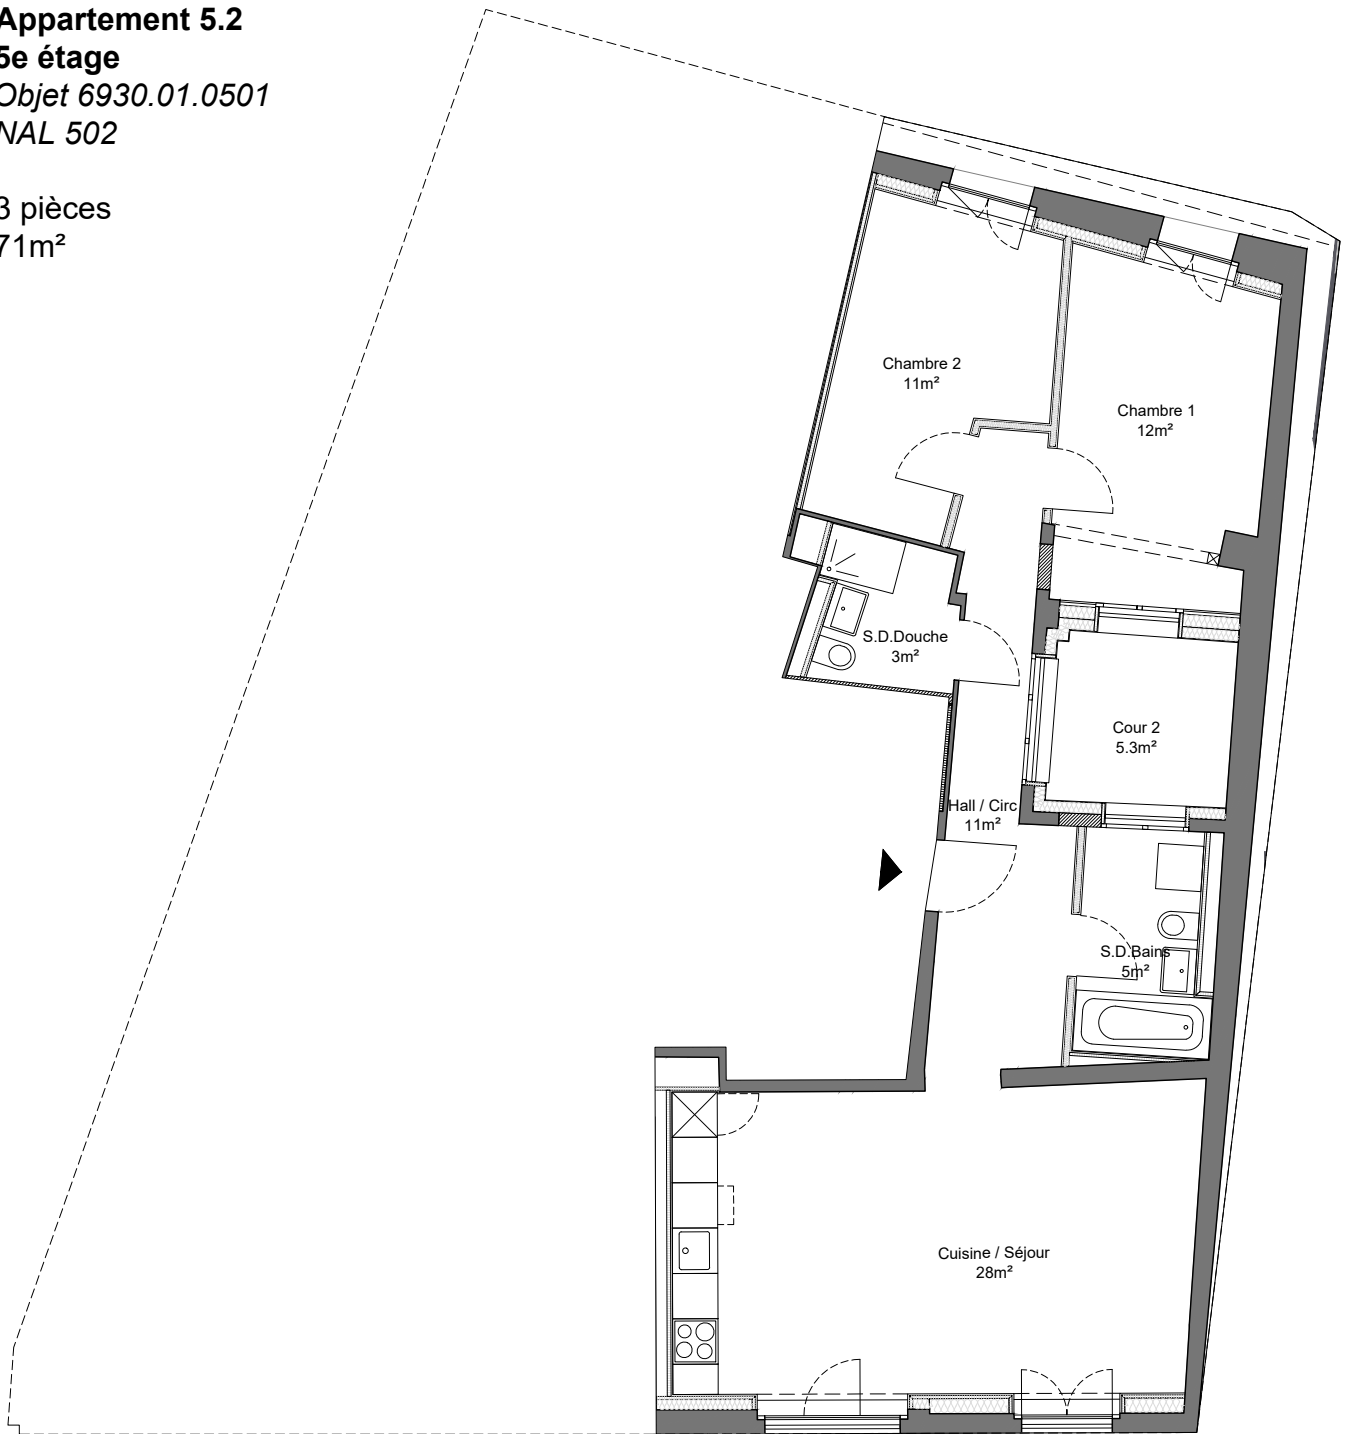 Appartement 5.2
5e étage
Objet 6930.01.0501
NAL 502
3 pièces
71m²
Chambre 2
11m²
Chambre 1
12m²
S.D.Douche
3m²
Cour 2
5.3m²
Hall / Circ
11m²
S.D.Bains
5m²
Cuisine / Séjour
28m²